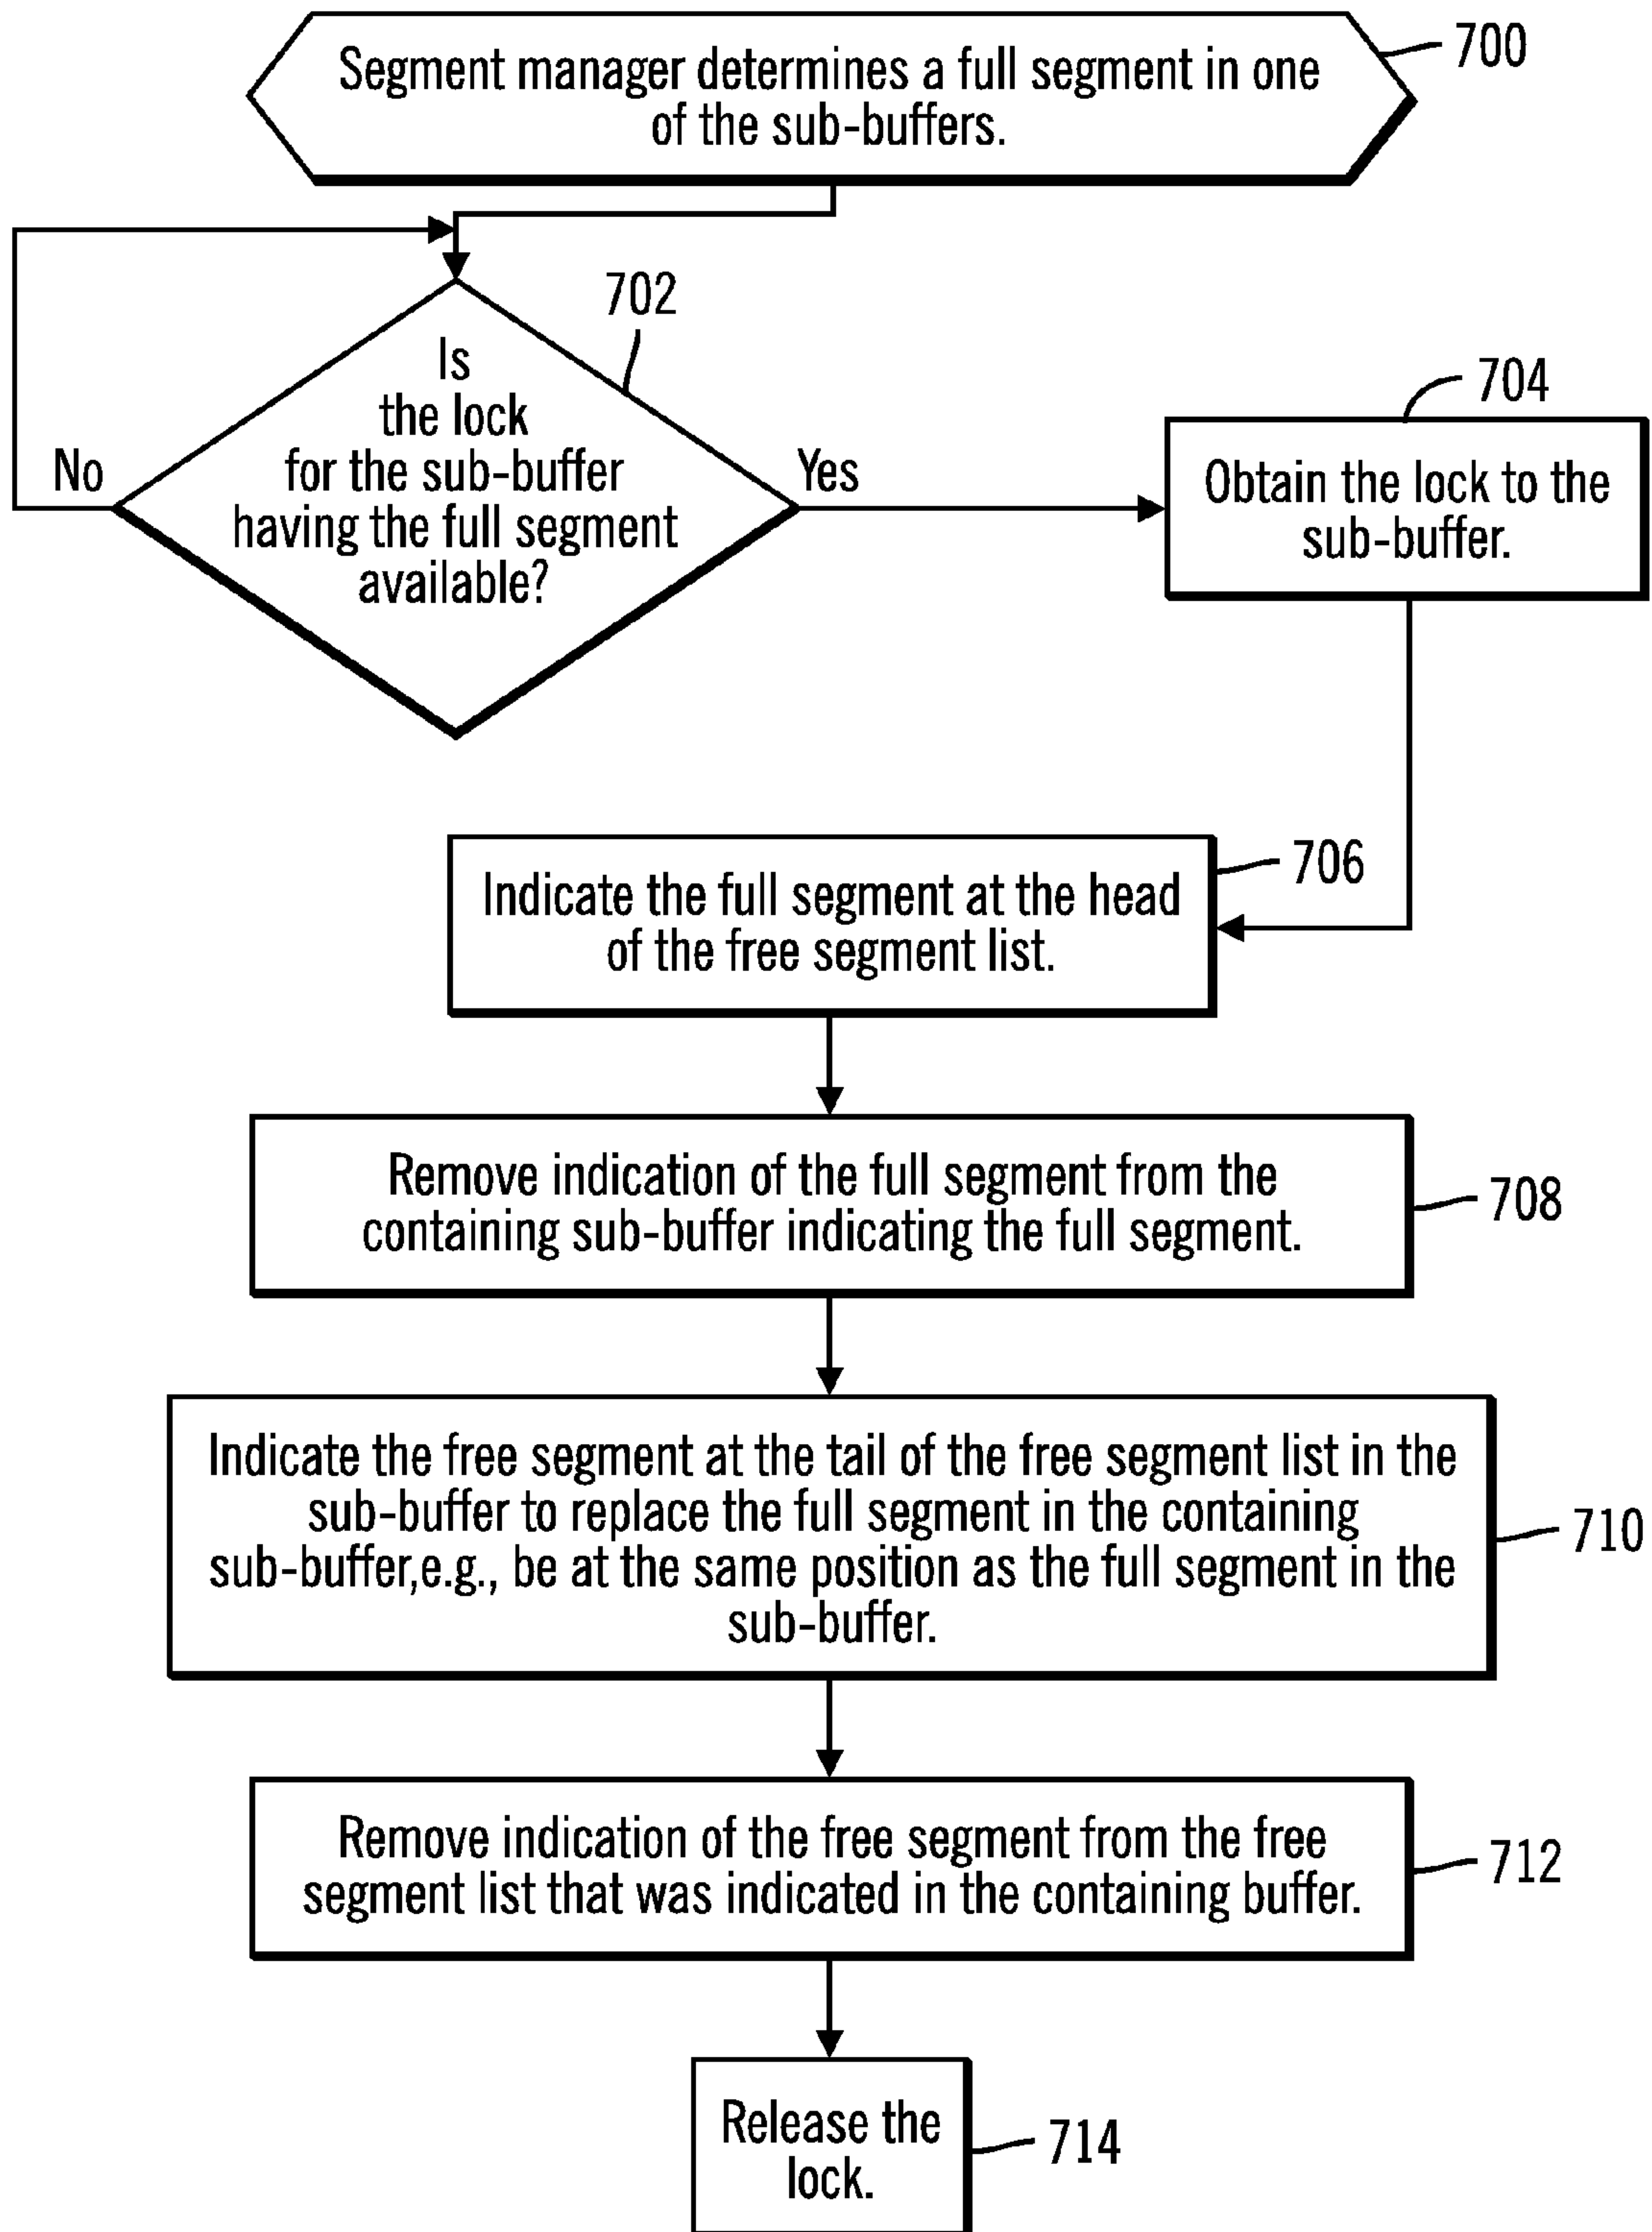 Segment manager determines a full segment in one
of the sub-buffers.
700
702
Is
the lock
for the sub-buffer
having the full segment
available?
No
Yes
704
Obtain the lock to the
sub-buffer.
706
Indicate the full segment at the head
of the free segment list.
Remove indication of the full segment from the
containing sub-buffer indicating the full segment.
708
Indicate the free segment at the tail of the free segment list in the
sub-buffer to replace the full segment in the containing
sub-buffer,e.g., be at the same position as the full segment in the
sub-buffer.
710
Remove indication of the free segment from the free
segment list that was indicated in the containing buffer.
712
Release the
lock.
714